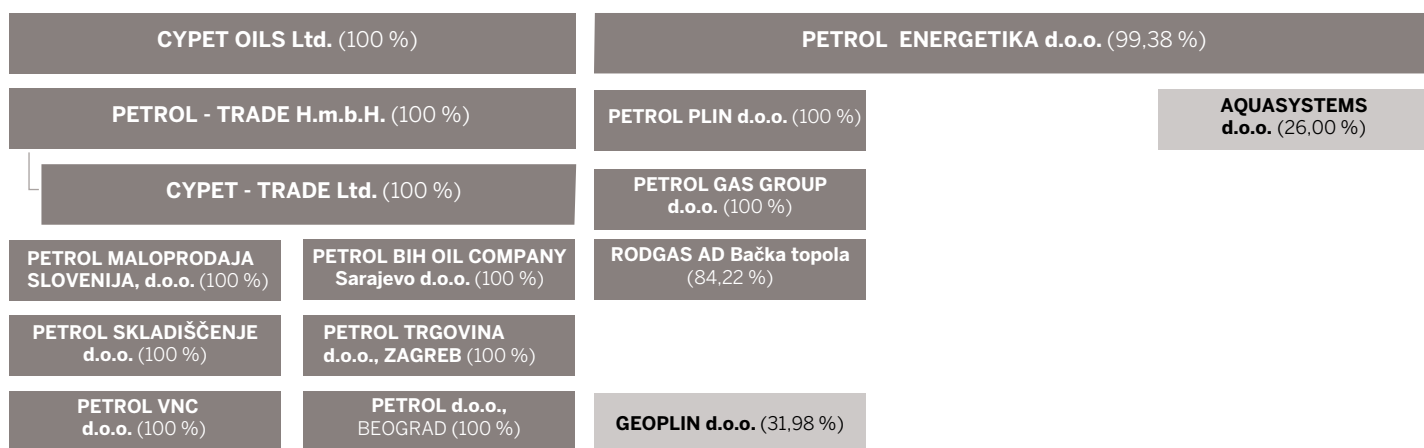 CYPET OILS Ltd. (100 %)
PETROL ENERGETIKA d.o.o. (99,38 %)
PETROL - TRADE H.m.b.H. (100 %)
PETROL PLIN d.o.o. (100 %)
AQUASYSTEMS
d.o.o. (26,00 %)
CYPET - TRADE Ltd. (100 %)
PETROL GAS GROUP
d.o.o. (100 %)
PETROL MALOPRODAJA
SLOVENIJA, d.o.o. (100 %)
PETROL BIH OIL COMPANY
Sarajevo d.o.o. (100 %)
RODGAS AD Bačka topola
(84,22 %)
PETROL SKLADIŠČENJE
d.o.o. (100 %)
PETROL TRGOVINA
d.o.o., ZAGREB (100 %)
PETROL VNC
d.o.o. (100 %)
PETROL d.o.o.,
BEOGRAD (100 %)
GEOPLIN d.o.o. (31,98 %)